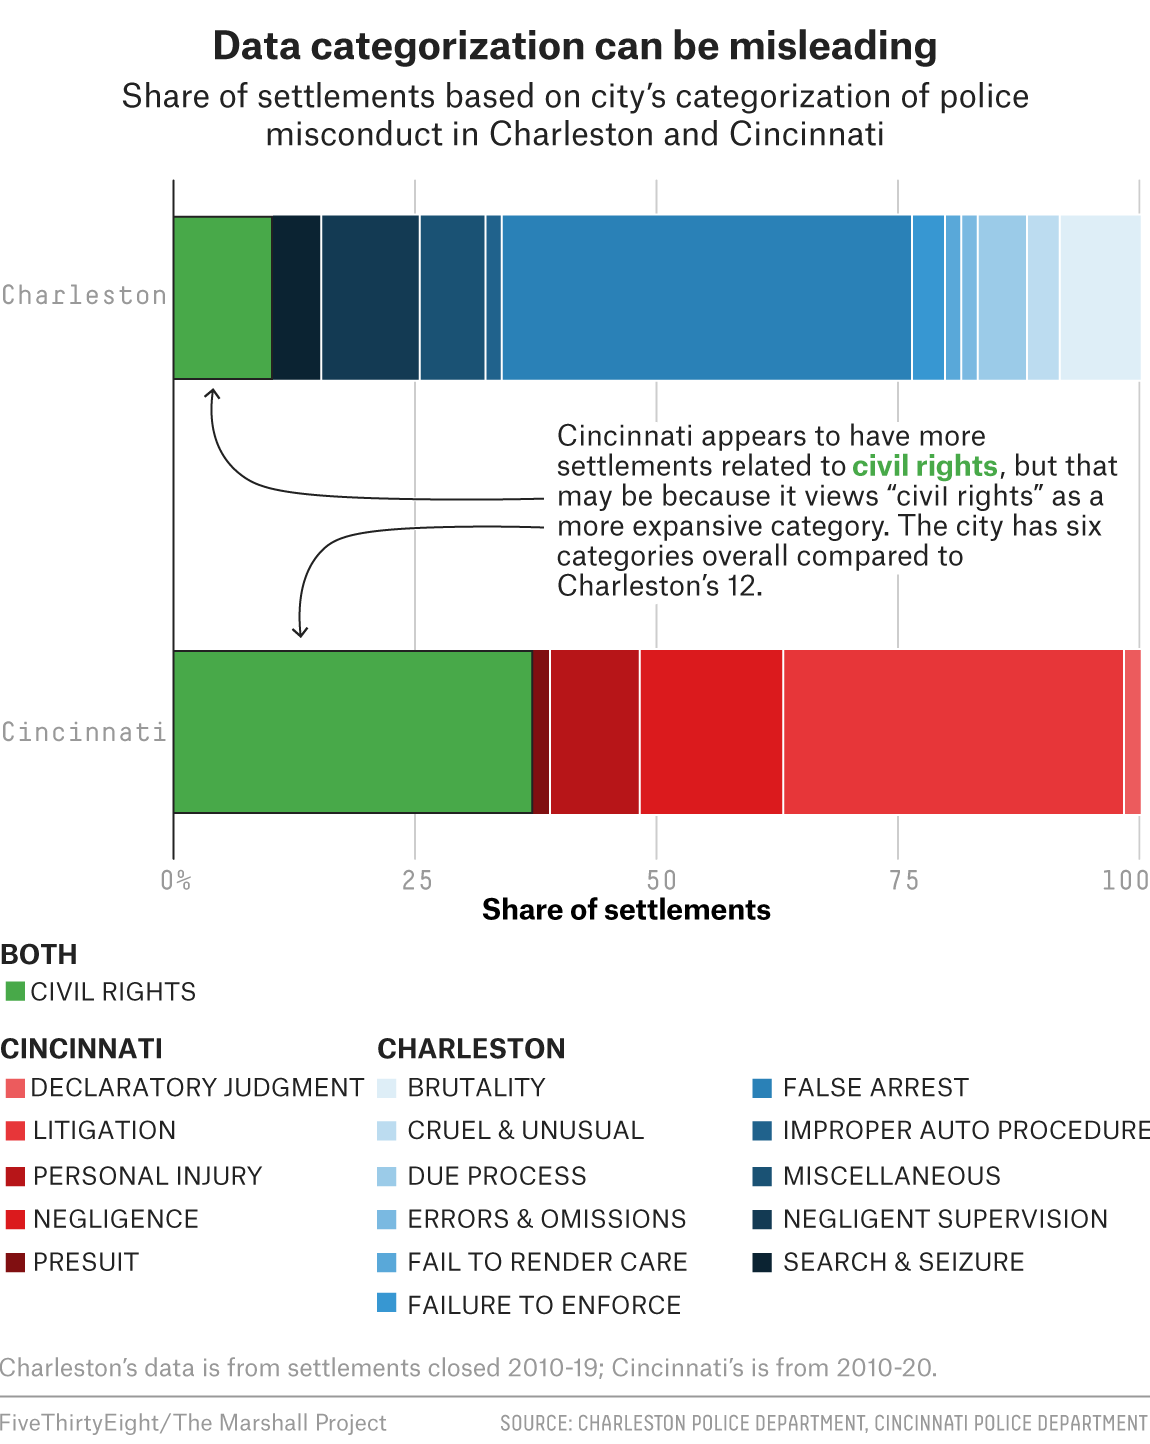 Data categorization can be misleading
Share of settlements based on city’s categorization of police
misconduct in Charleston and Cincinnati
Charleston
Cincinnati appears to have more
settlements related to civil rights, but that
may be because it views “civil rights” as a
more expansive category. The city has six
categories overall compared to
Charleston’s 12.
Cincinnati
0% 25 50 75 100
Share of settlements
BOTH
CIVIL RIGHTS
CINCINNATI
DECLARATORY JUDGMENT
LITIGATION
PERSONAL INJURY
NEGLIGENCE
PRESUIT
CHARLESTON
BRUTALITY
CRUEL & UNUSUAL
DUE PROCESS
ERRORS & OMISSIONS
FAIL TO RENDER CARE
FAILURE TO ENFORCE
FALSE ARREST
IMPROPER AUTO PROCEDURE
MISCELLANEOUS
NEGLIGENT SUPERVISION
SEARCH & SEIZURE
Charleston’s data is from settlements closed 2010-19; Cincinnati’s is from 2010-20.
FiveThirtyEight/The Marshall Project
SOURCE: CHARLESTON POLICE DEPARTMENT, CINCINNATI POLICE DEPARTMENT